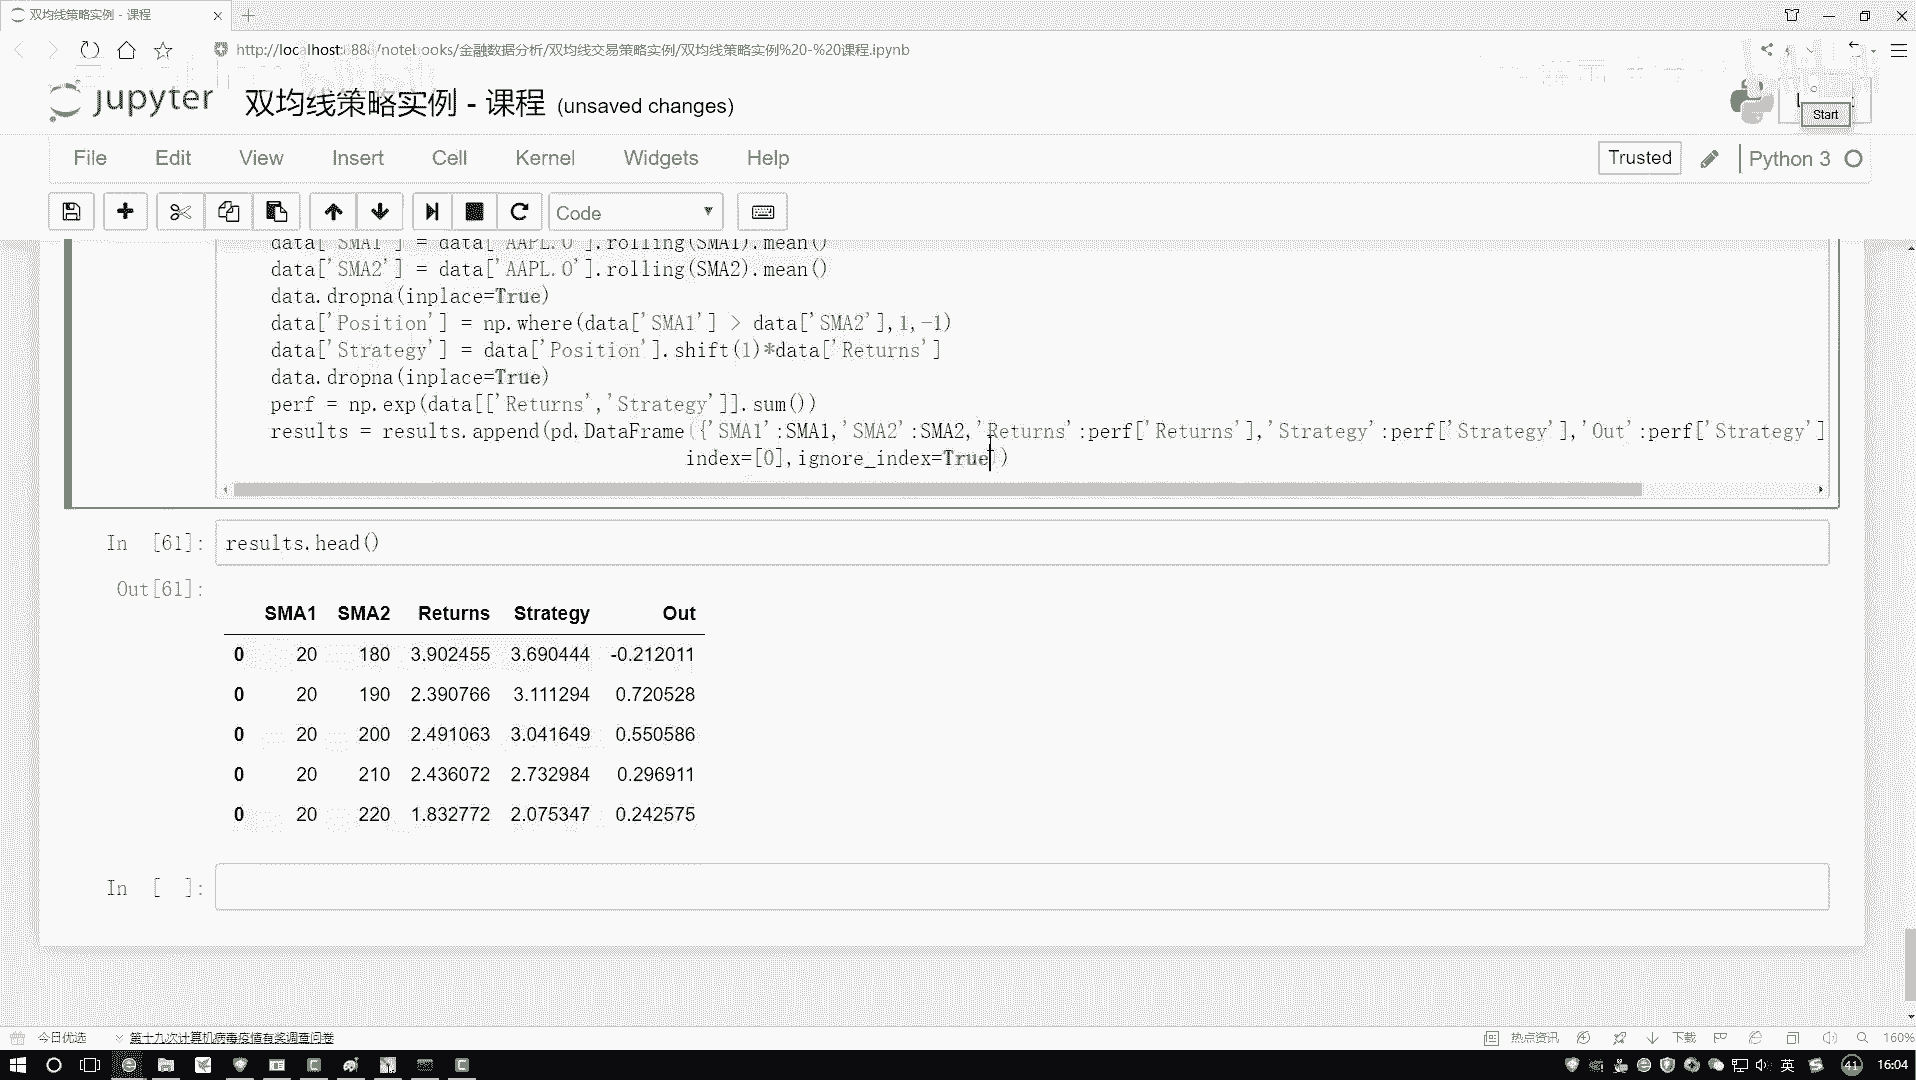 双均线策略实例 - 课程
http://localhost:888/notebooks/金融数据分析/双均线交易策略实例/双均线策略实例%20-%20课程.ipynb
jupyter
双均线策略实例 - 课程 (unsaved changes)
Start
File Edit View Insert Cell Kernel Widgets Help
Trusted
Python 3
Code
data['SMA1'] = data['AAPL.O'].rolling(SMA1).mean()
data['SMA2'] = data['AAPL.O'].rolling(SMA2).mean()
data.dropna(inplace=True)
data['Position'] = np.where(data['SMA1'] > data['SMA2'],1,-1)
data['Strategy'] = data['Position'].shift(1)*data['Returns']
data.dropna(inplace=True)
perf = np.exp(data[['Returns','Strategy']].sum())
results = results.append(pd.DataFrame({'SMA1':SMA1,'SMA2':SMA2,'Returns':perf['Returns'],'Strategy':perf['Strategy'],'Out':perf['Strategy']
index=[0],ignore_index=True))
In [61]: results.head()
Out[61]:
SMA1 SMA2 Returns Strategy Out
0 20 180 3.902455 3.690444 -0.212011
0 20 190 2.390766 3.111294 0.720528
0 20 200 2.491063 3.041649 0.550586
0 20 210 2.436072 2.732984 0.296911
0 20 220 1.832772 2.075347 0.242575
In [ ]:
今日优选 第十九次计算机病毒疫情有奖调查问卷 热点资讯 下载 160%
英 41 16:04